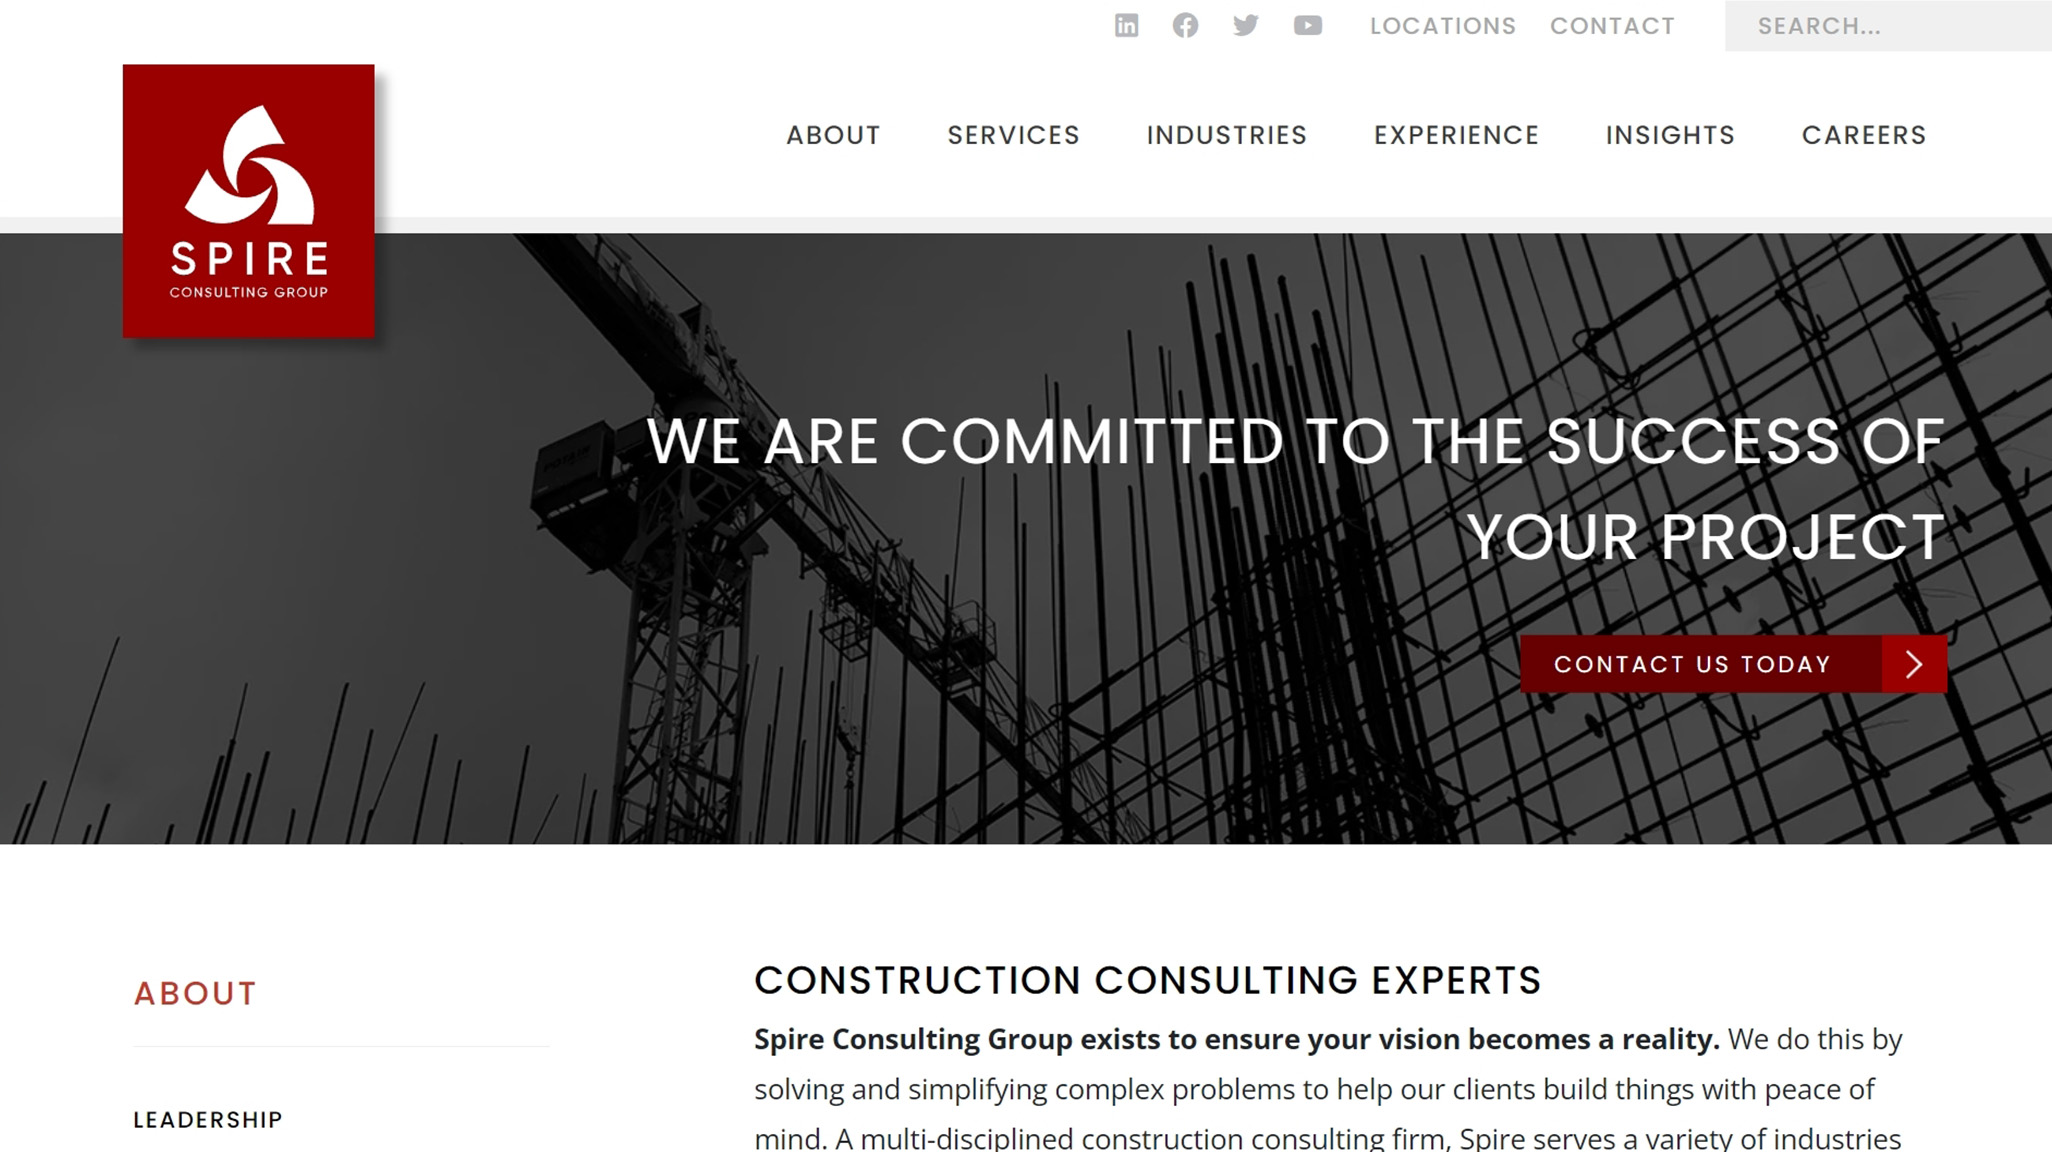 LOCATIONS CONTACT SEARCH...
SPIRE
CONSULTING GROUP
ABOUT SERVICES INDUSTRIES EXPERIENCE INSIGHTS CAREERS
WE ARE COMMITTED TO THE SUCCESS OF
YOUR PROJECT
CONTACT US TODAY
ABOUT
LEADERSHIP
CONSTRUCTION CONSULTING EXPERTS
Spire Consulting Group exists to ensure your vision becomes a reality. We do this by
solving and simplifying complex problems to help our clients build things with peace of
mind. A multi-disciplined construction consulting firm, Spire serves a variety of industries